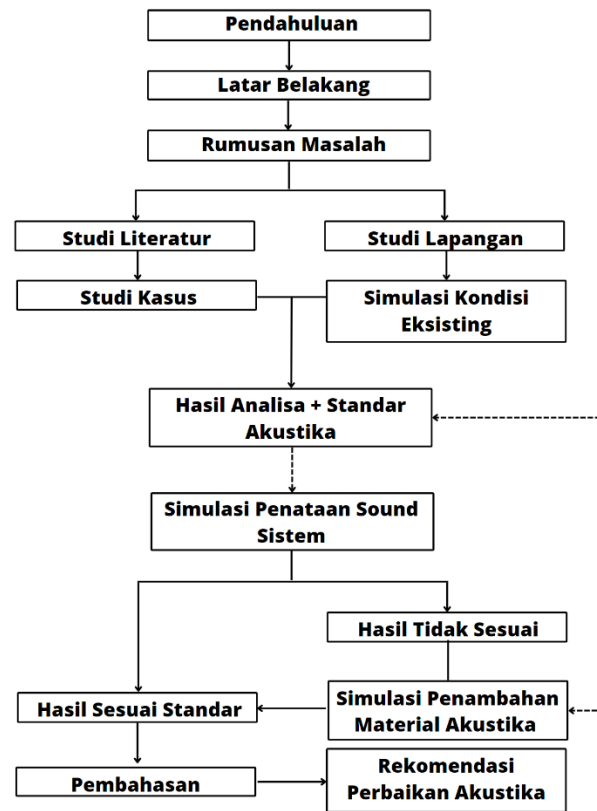 Pendahuluan
Latar Belakang
Rumusan Masalah
Studi Literatur
Studi Lapangan
Studi Kasus
Simulasi Kondisi
Eksisting
Hasil Analisa + Standar
Akustika
Simulasi Penataan Sound
Sistem
Hasil Tidak Sesuai
Hasil Sesuai Standar
Simulasi Penambahan
Material Akustika
Pembahasan
Rekomendasi
Perbaikan Akustika